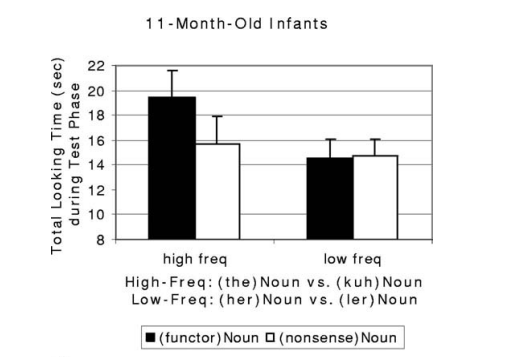 11-Month-Old Infants
Total Looking Time (sec)
during Test Phase
22
20
18
16
14
12
10
8
high freq low freq
High-Freq: (the)Noun vs. (kuh)Noun
Low-Freq: (her)Noun vs. (ler)Noun
(functor)Noun (nonsense)Noun